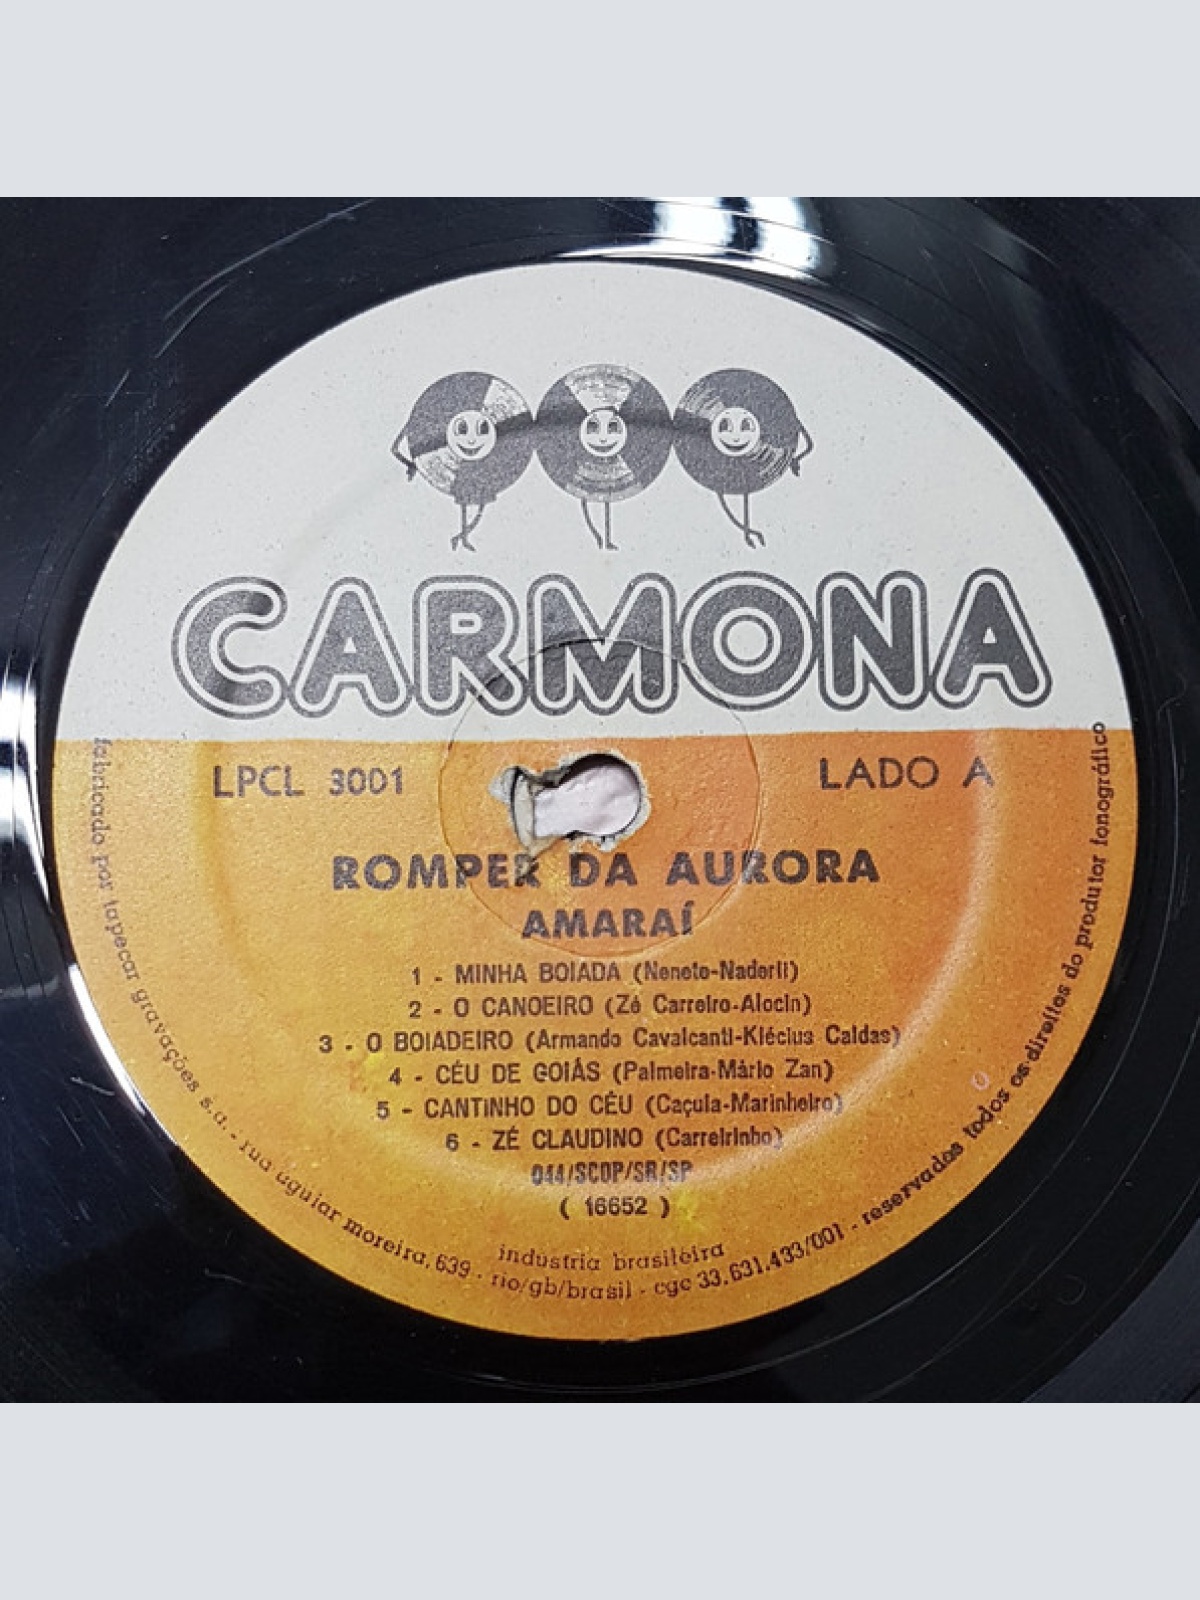 CARMONA
LPCL 3001
LADO A
ROMPER DA AURORA
AMARAÍ
1 - MINHA BOIADA (Neneto-Naderli)
2 - O CANOEIRO (Zé Carreiro-Alocin)
3 - O BOIADEIRO (Armando Cavalcanti-Klécius Caldas)
4 - CÉU DE GOIÁS (Palmeira-Mário Zan)
5 - CANTINHO DO CÉU (Caçula-Marinheiro)
6 - ZÉ CLAUDINO (Carreirinho)
044/SCDP/SR/SP
( 16652 )
industria brasileira
fabricado por tapecar gravações s.a. - rua aguiar moreira, 639 - rio/gb/brasil - cgc 33.631.433/001 - reservados todos os direitos do produtor fonográfico